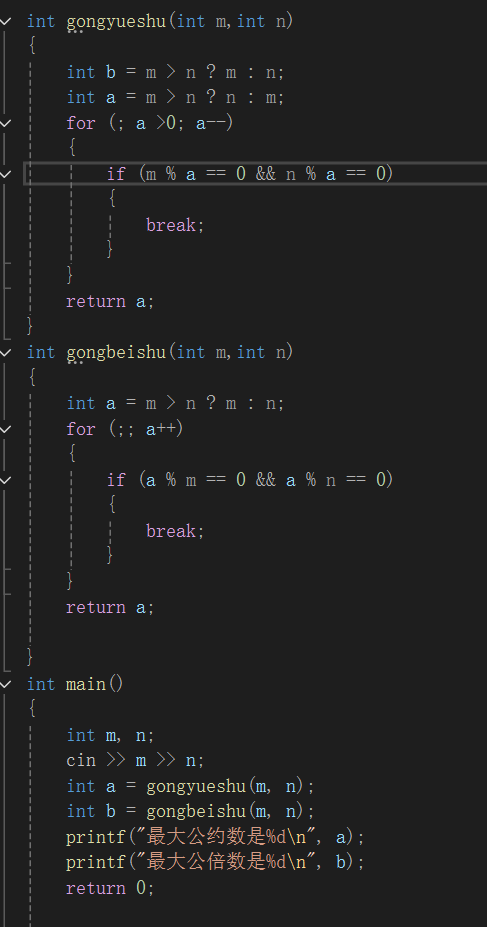 int gongyueshu(int m,int n)
{
    int b = m > n ? m : n;
    int a = m > n ? n : m;
    for (; a >0; a--)
    {
        if (m % a == 0 && n % a == 0)
        {
            break;
        }
    }
    return a;
}
int gongbeishu(int m,int n)
{
    int a = m > n ? m : n;
    for (;; a++)
    {
        if (a % m == 0 && a % n == 0)
        {
            break;
        }
    }
    return a;

}
int main()
{
    int m, n;
    cin >> m >> n;
    int a = gongyueshu(m, n);
    int b = gongbeishu(m, n);
    printf("最大公约数是%d\n", a);
    printf("最大公倍数是%d\n", b);
    return 0;